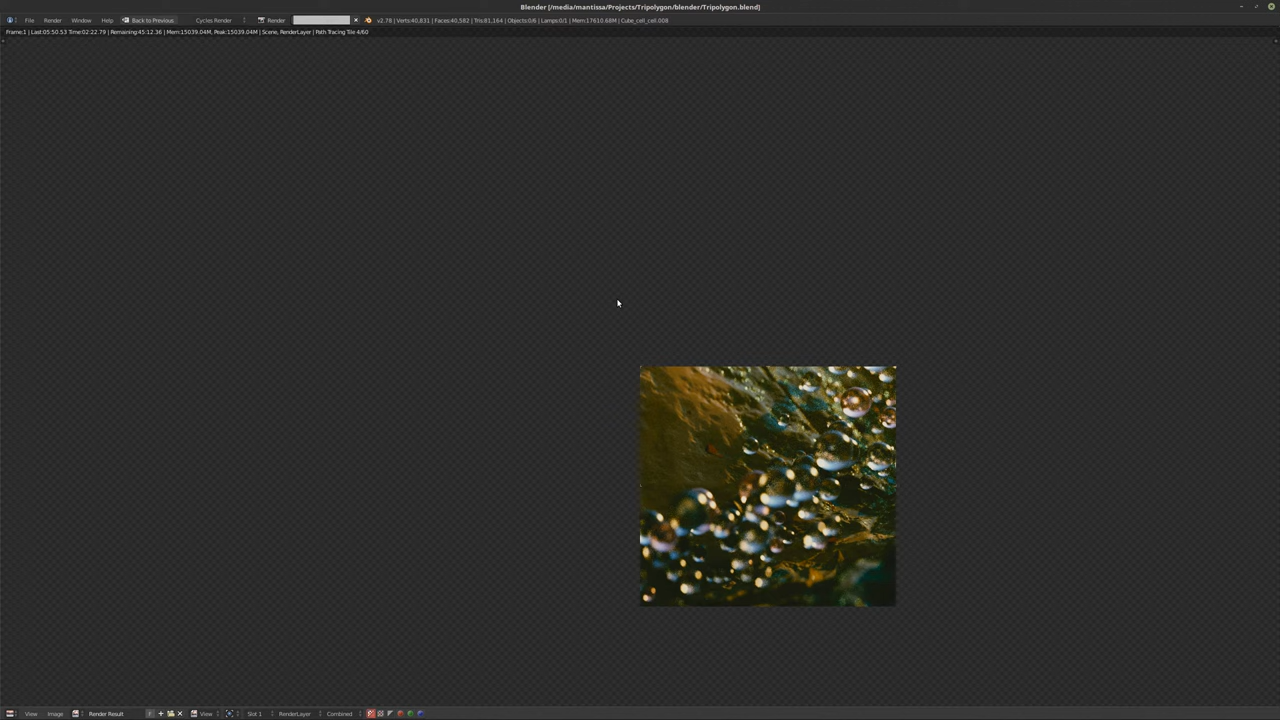 Blender [/media/mantissa/Projects/Tripolygon/blender/Tripolygon.blend]
File Render Window Help Back to Previous Cycles Render Render v2.78 | Verts:40,831 | Faces:40,582 | Tris:81,164 | Objects:0/6 | Lamps:0/1 | Mem:17610.68M | Cube_cell_cell.008
Frame:1 | Last:05:50.53 Time:02:22.79 | Remaining:45:12.36 | Mem:15039.04M, Peak:15039.04M | Scene, RenderLayer | Path Tracing Tile 4/60
View Image Render Result F View Slot 1 RenderLayer Combined